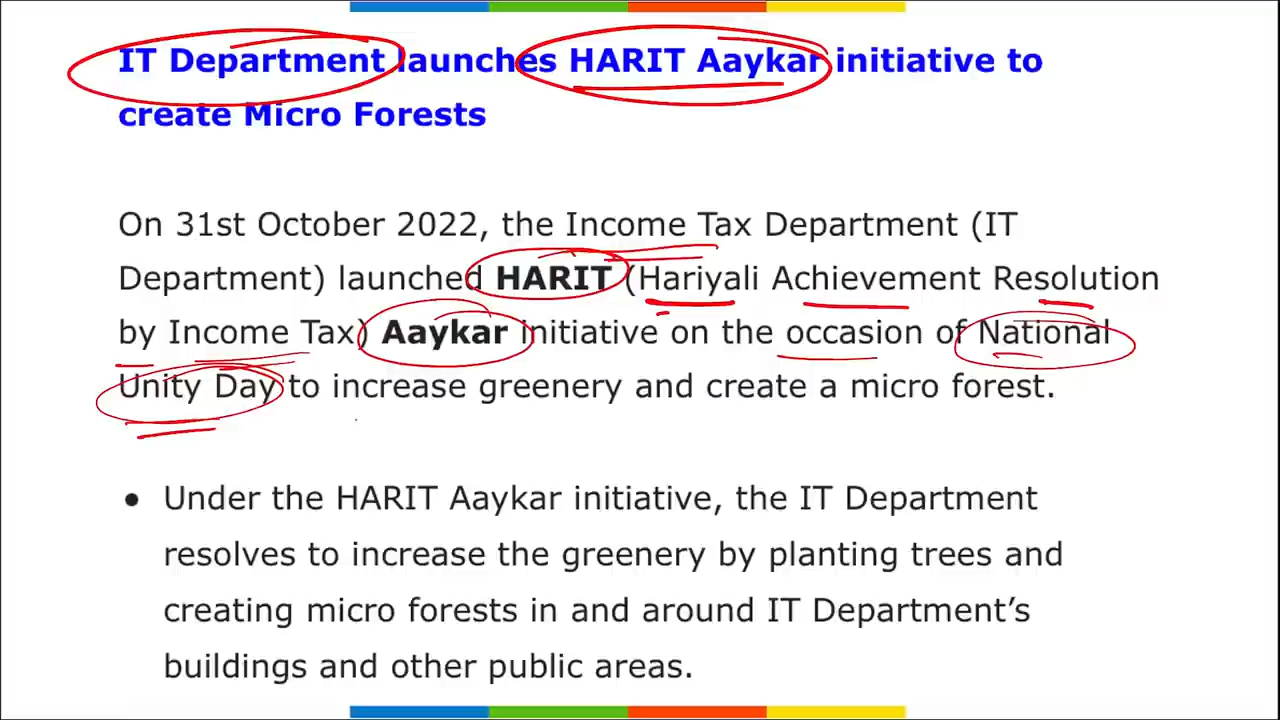 IT Department launches HARIT Aaykar initiative to
create Micro Forests
On 31st October 2022, the Income Tax Department (IT
Department) launched HARIT (Hariyali Achievement Resolution
by Income Tax) Aaykar initiative on the occasion of National
Unity Day to increase greenery and create a micro forest.
● Under the HARIT Aaykar initiative, the IT Department
resolves to increase the greenery by planting trees and
creating micro forests in and around IT Department’s
buildings and other public areas.